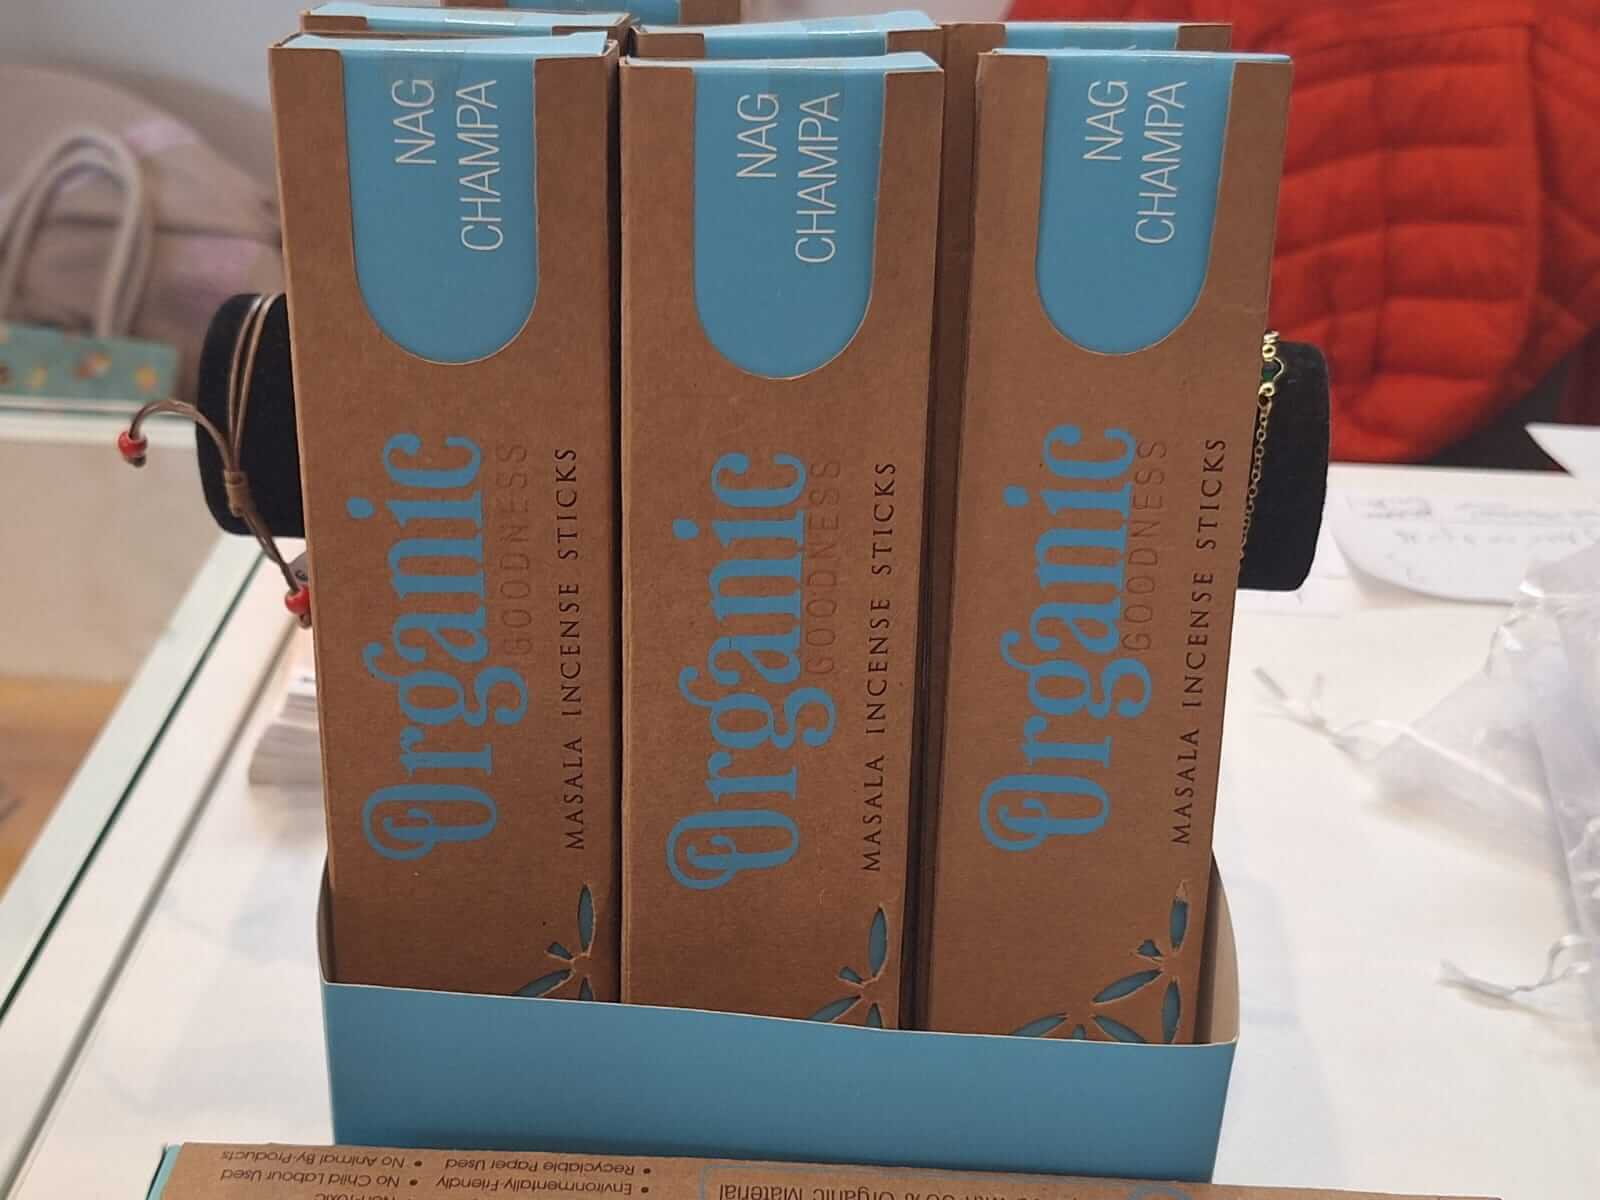 NAG
CHAMPA
Organic
GOODNESS
MASALA INCENSE STICKS
NAG
CHAMPA
Organic
GOODNESS
MASALA INCENSE STICKS
NAG
CHAMPA
Organic
GOODNESS
MASALA INCENSE STICKS
Organic Material
• Environmentally-Friendly
• Recyclable Paper Used
• No Child Labour Used
• No Animal By-Products